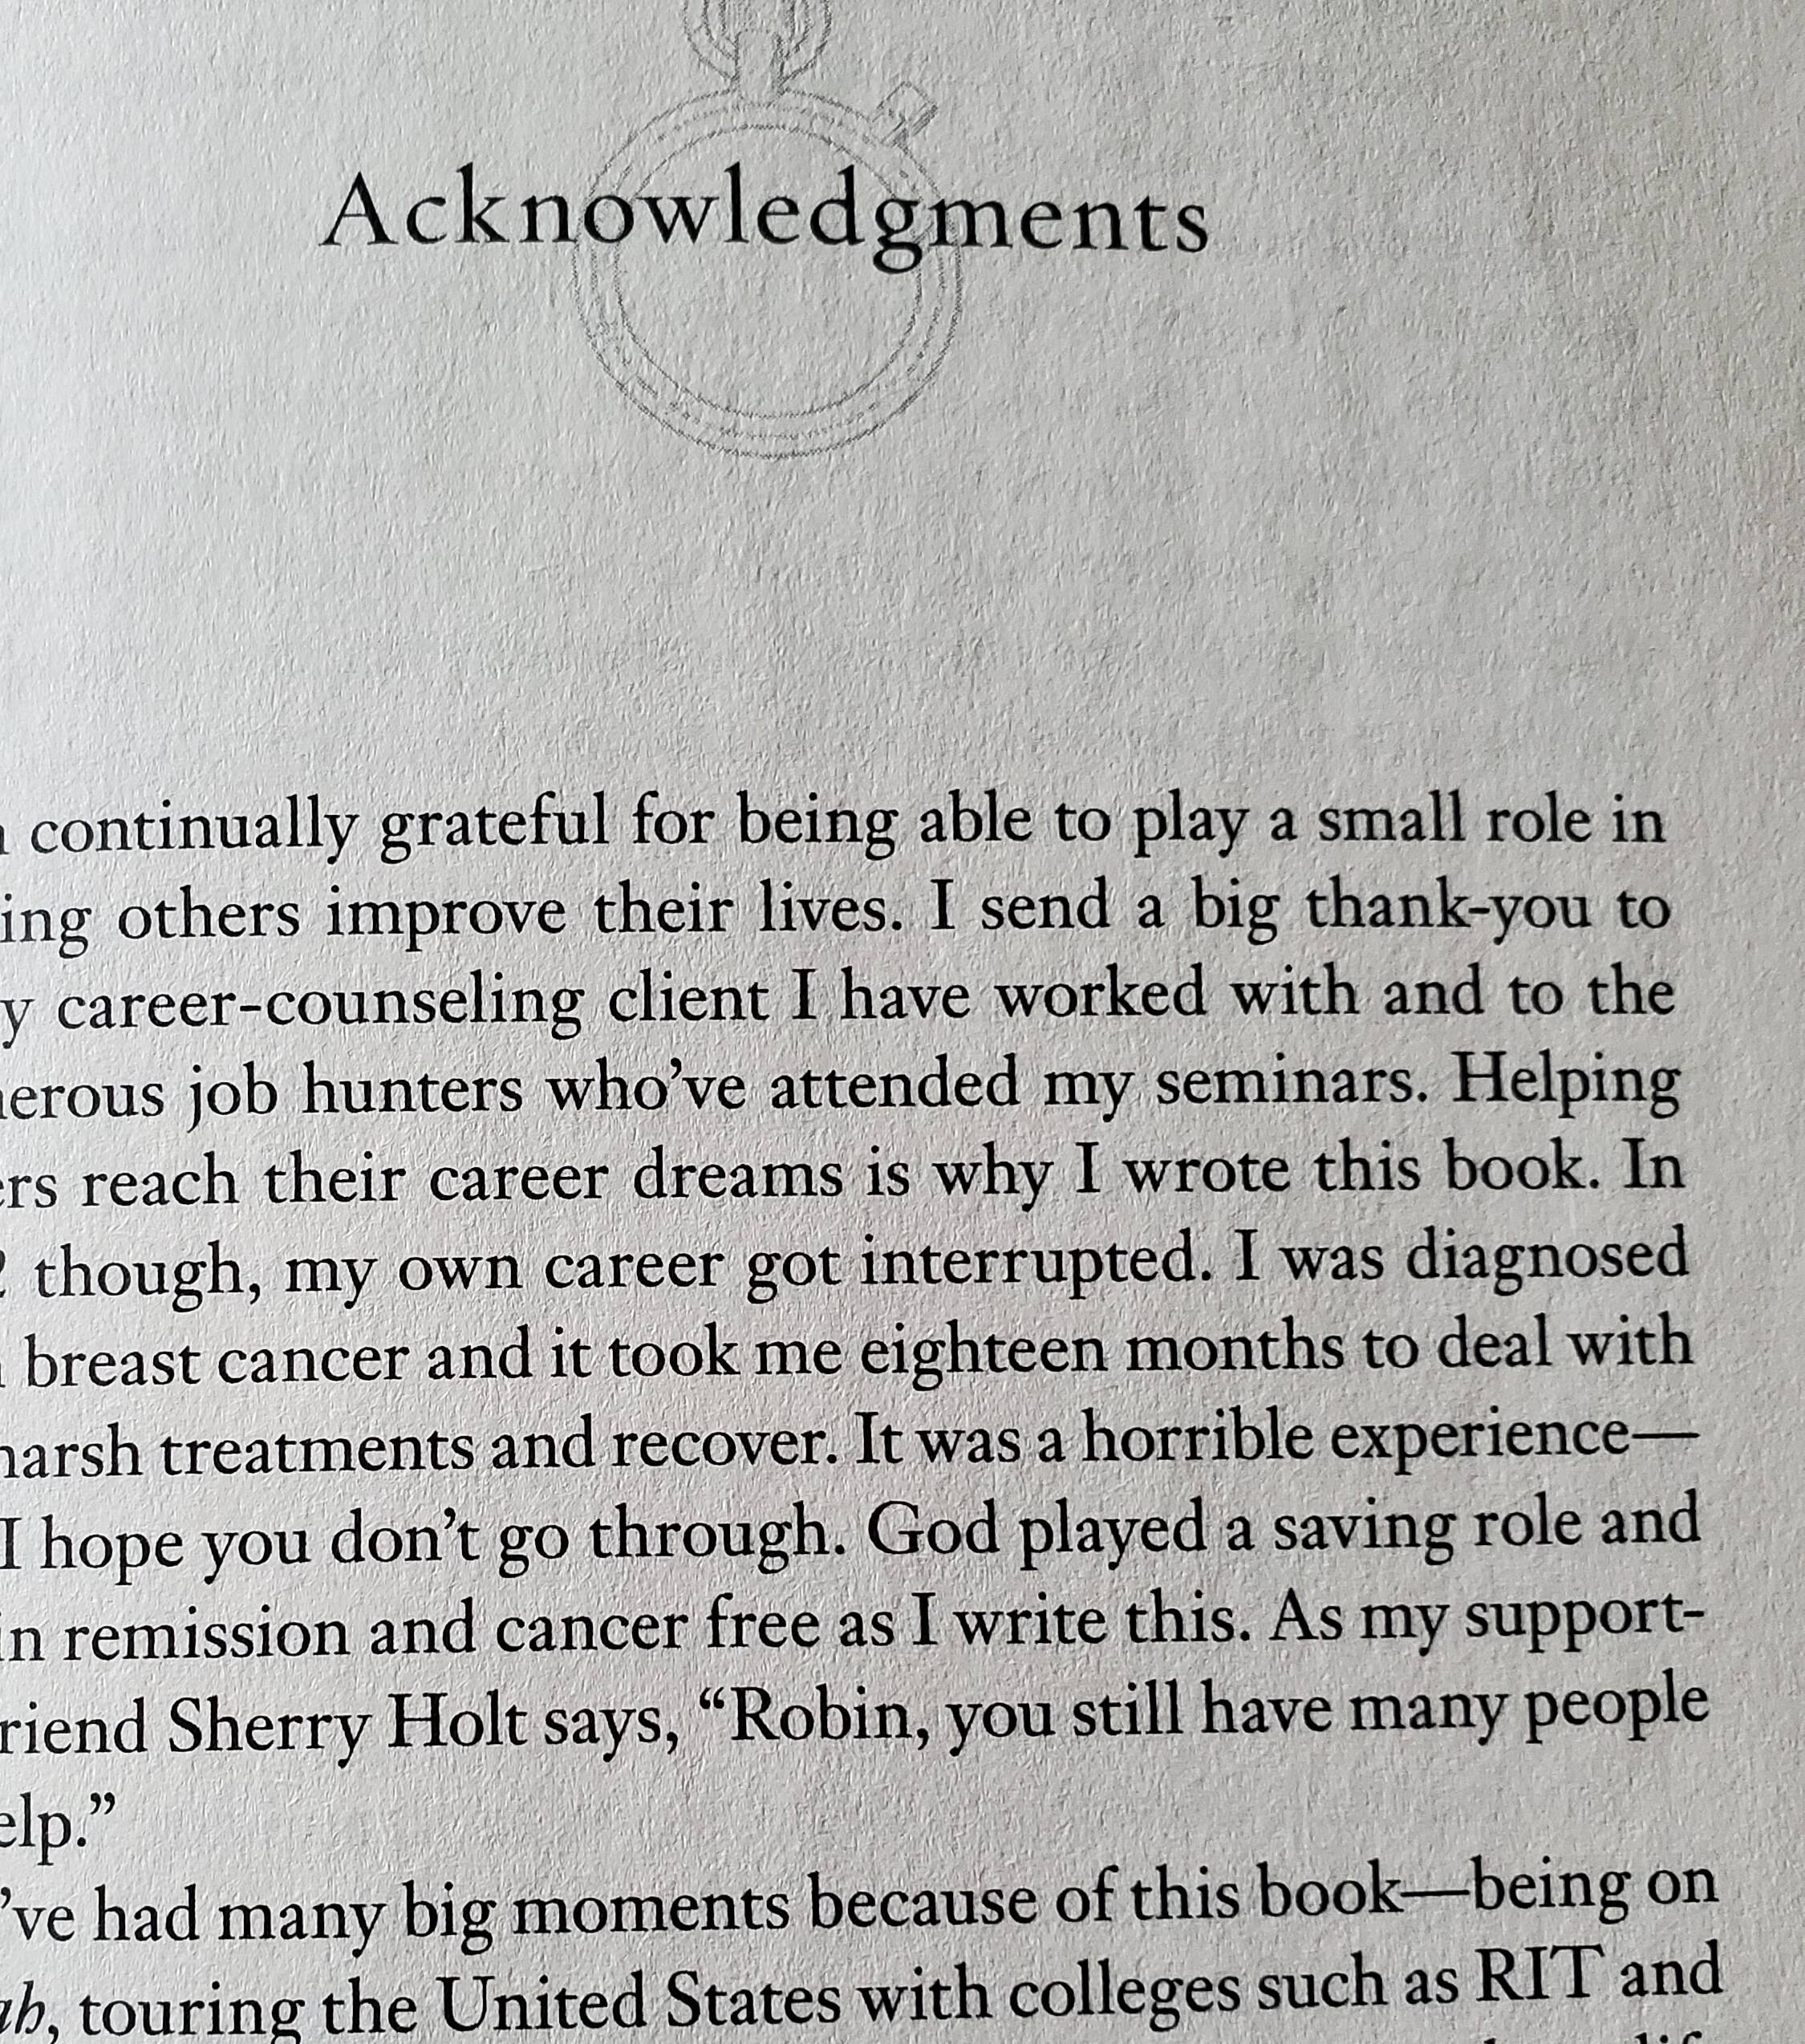 Acknowledgments
continually grateful for being able to play a small role in
ing others improve their lives. I send a big thank-you to
y career-counseling client I have worked with and to the
erous job hunters who’ve attended my seminars. Helping
ers reach their career dreams is why I wrote this book. In
though, my own career got interrupted. I was diagnosed
breast cancer and it took me eighteen months to deal with
harsh treatments and recover. It was a horrible experience—
I hope you don’t go through. God played a saving role and
in remission and cancer free as I write this. As my support-
riend Sherry Holt says, “Robin, you still have many people
elp.”
’ve had many big moments because of this book—being on
ah, touring the United States with colleges such as RIT and